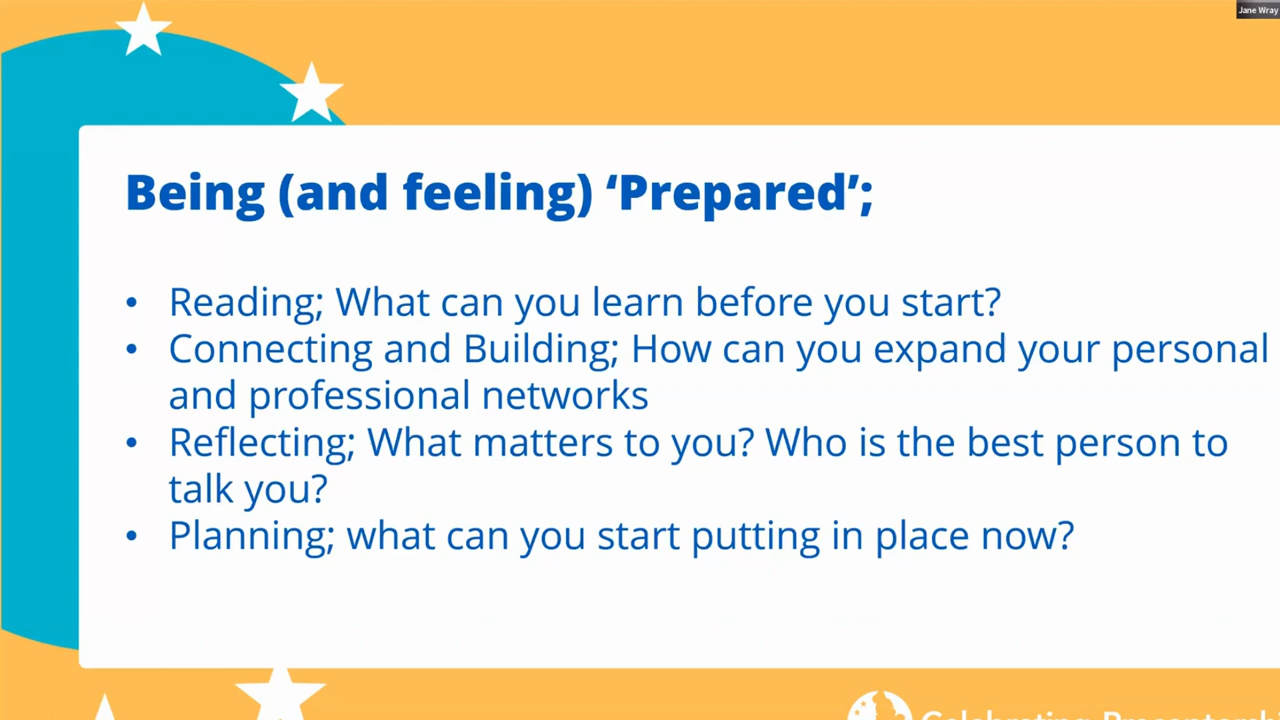 Jane Wray
Being (and feeling) ‘Prepared’;
• Reading; What can you learn before you start?
• Connecting and Building; How can you expand your personal
and professional networks
• Reflecting; What matters to you? Who is the best person to
talk you?
• Planning; what can you start putting in place now?
Celebrating